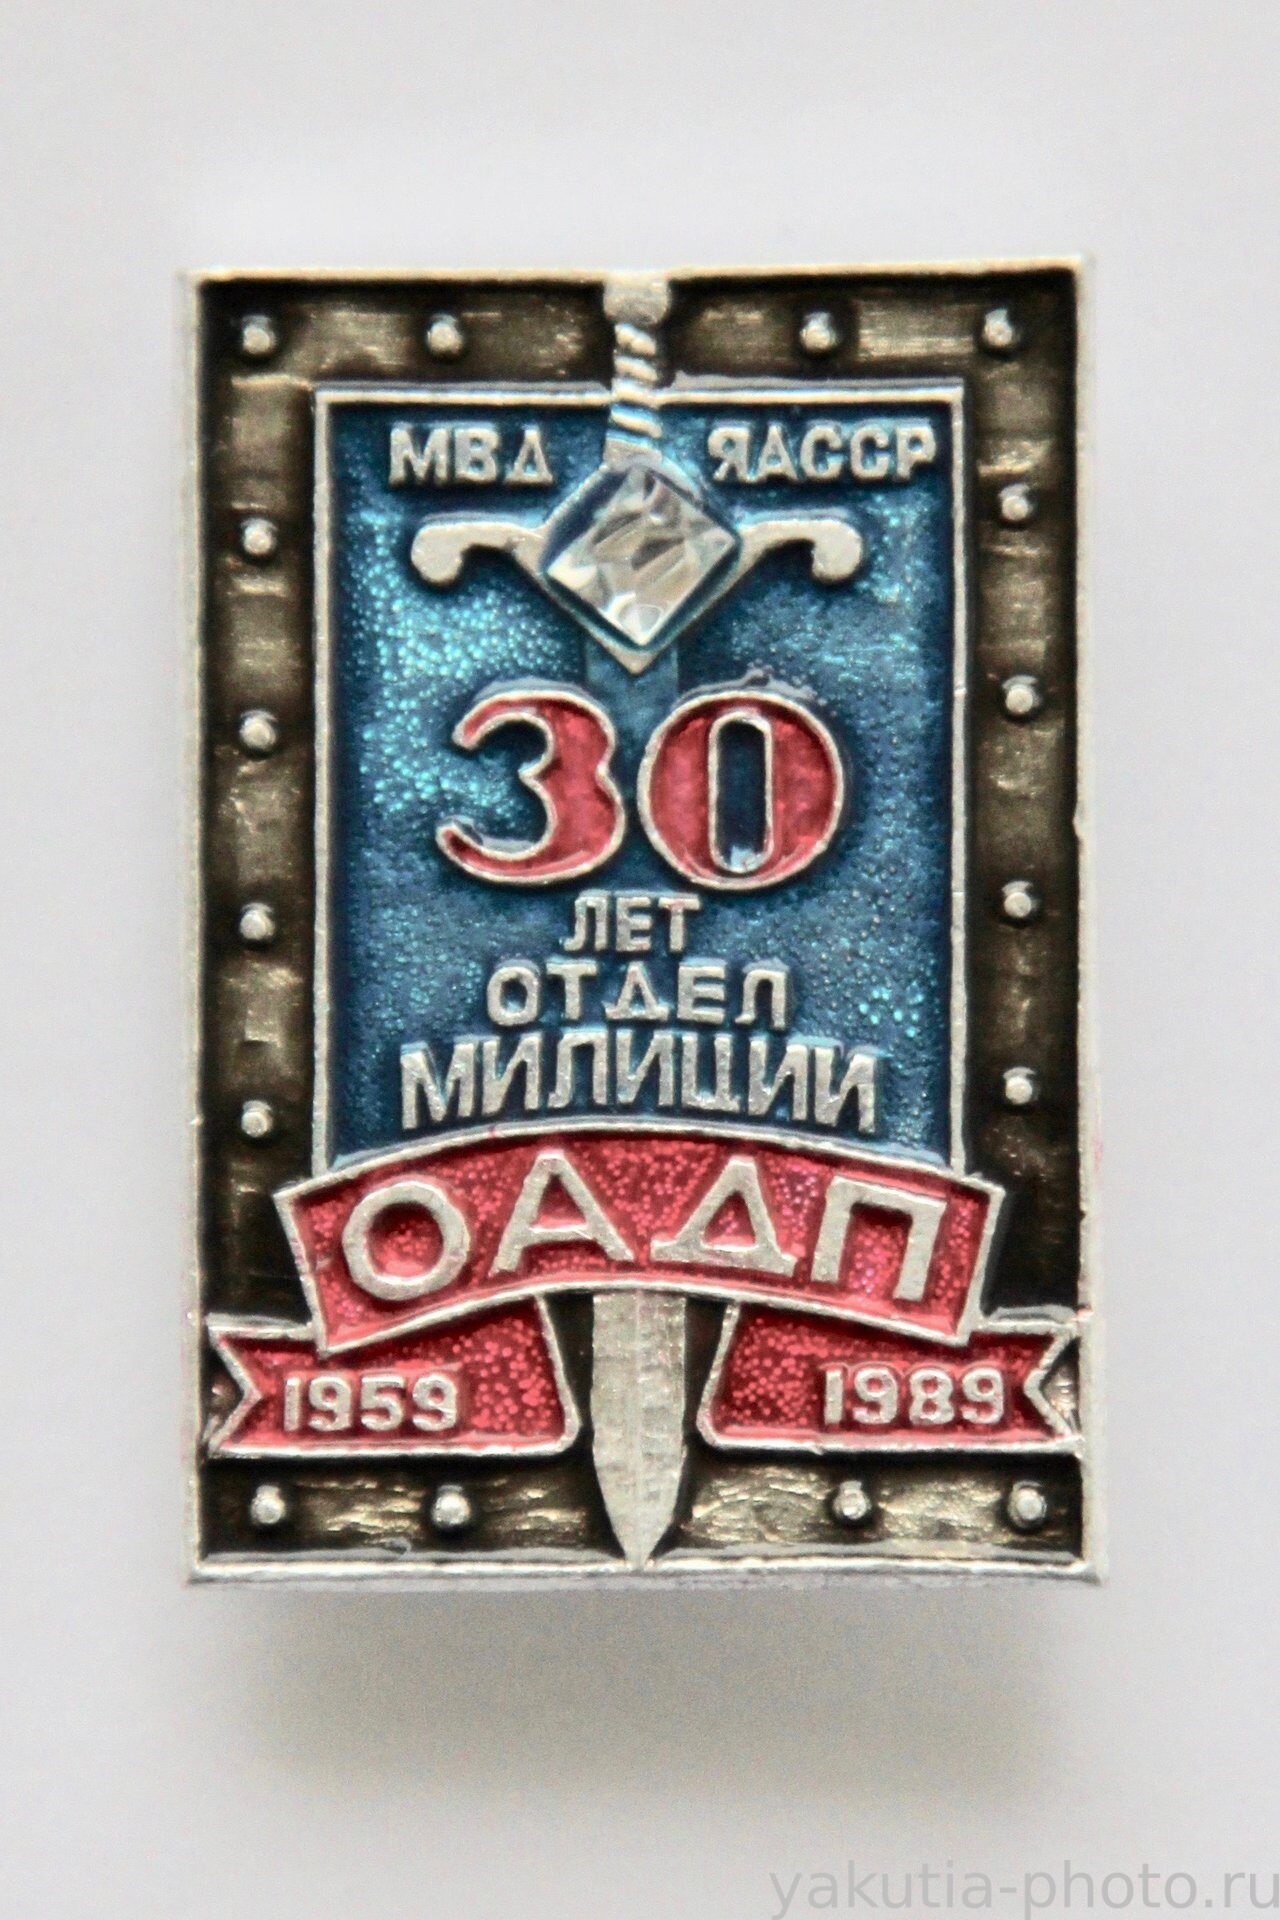 МВД ЯАССР
30
ЛЕТ
ОТДЕЛ
МИЛИЦИИ
ОАДП
1959 1989
yakutia-photo.ru